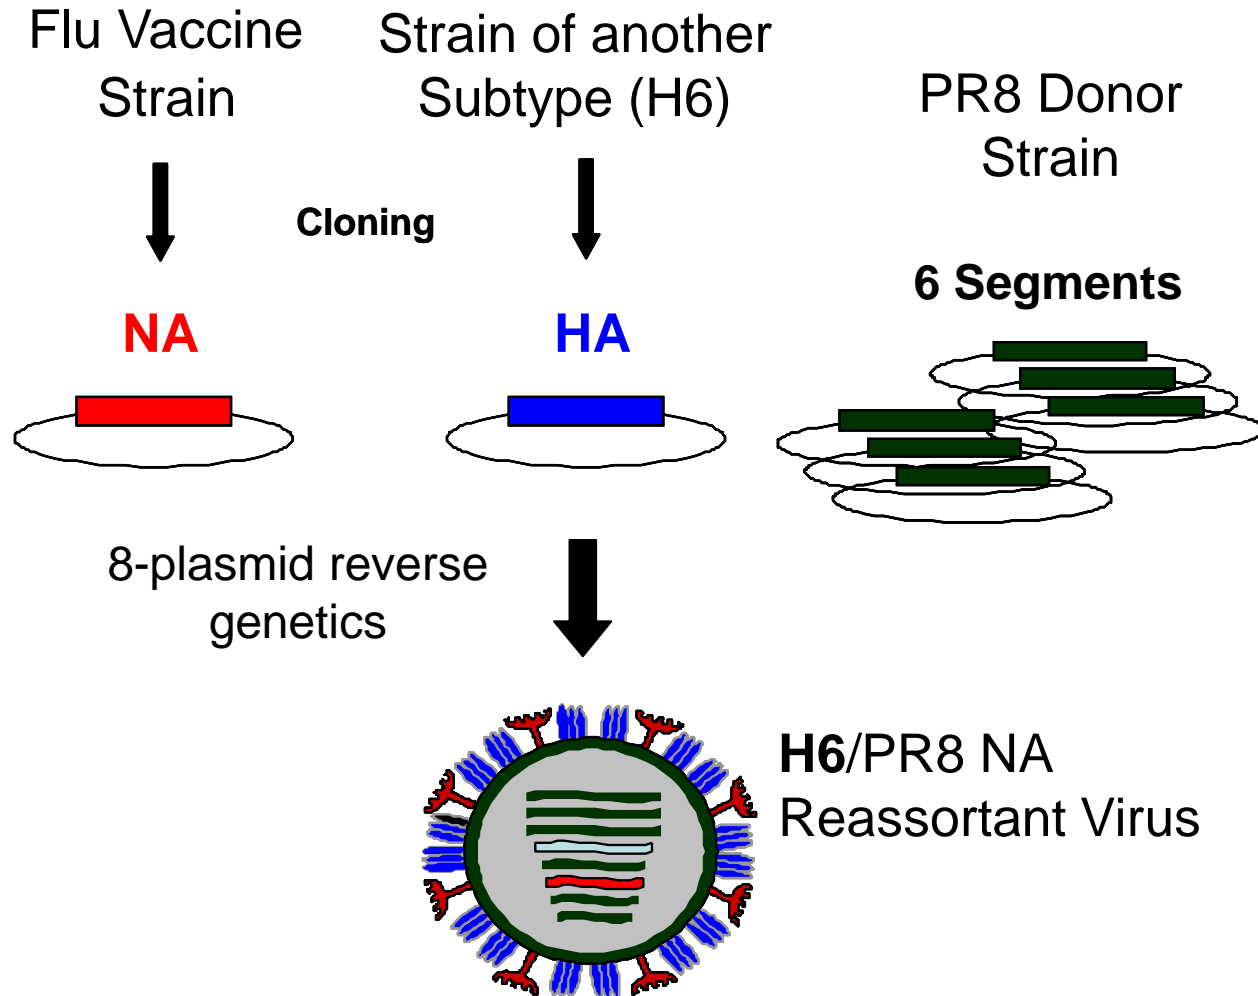 Flu Vaccine
Strain
Strain of another
Subtype (H6)
PR8 Donor
Strain
Cloning
6 Segments
NA
HA
8-plasmid reverse
genetics
H6/PR8 NA
Reassortant Virus